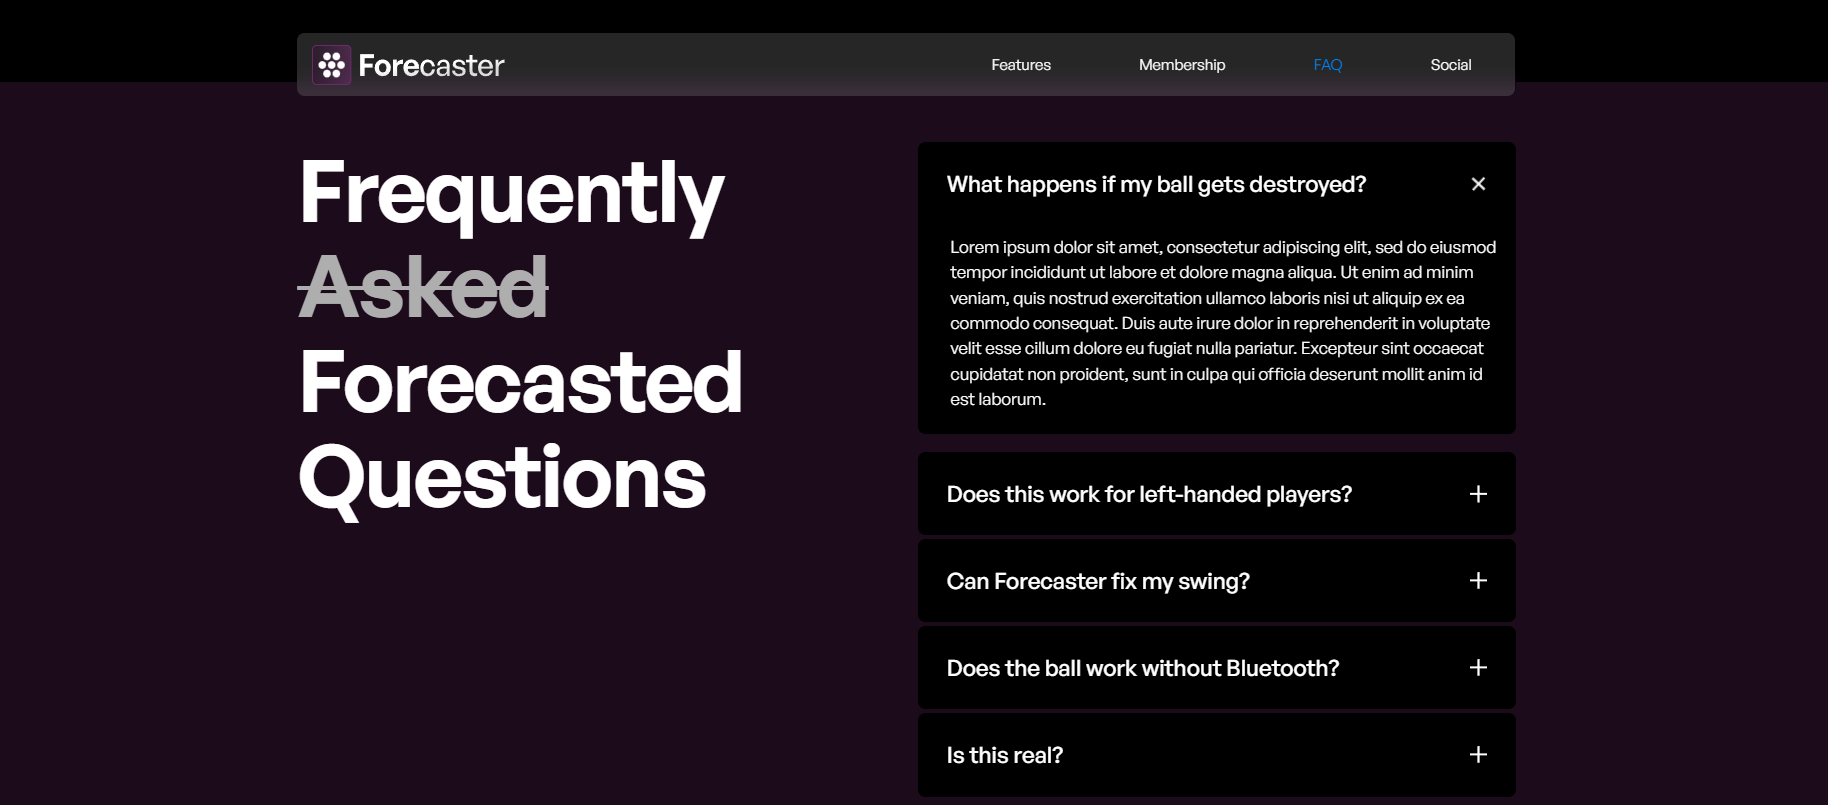 Forecaster
Features
Membership
FAQ
Social
Frequently
Asked
Forecasted
Questions
What happens if my ball gets destroyed?
Lorem ipsum dolor sit amet, consectetur adipiscing elit, sed do eiusmod
tempor incididunt ut labore et dolore magna aliqua. Ut enim ad minim
veniam, quis nostrud exercitation ullamco laboris nisi ut aliquip ex ea
commodo consequat. Duis aute irure dolor in reprehenderit in voluptate
velit esse cillum dolore eu fugiat nulla pariatur. Excepteur sint occaecat
cupidatat non proident, sunt in culpa qui officia deserunt mollit anim id
est laborum.
Does this work for left-handed players?
Can Forecaster fix my swing?
Does the ball work without Bluetooth?
Is this real?